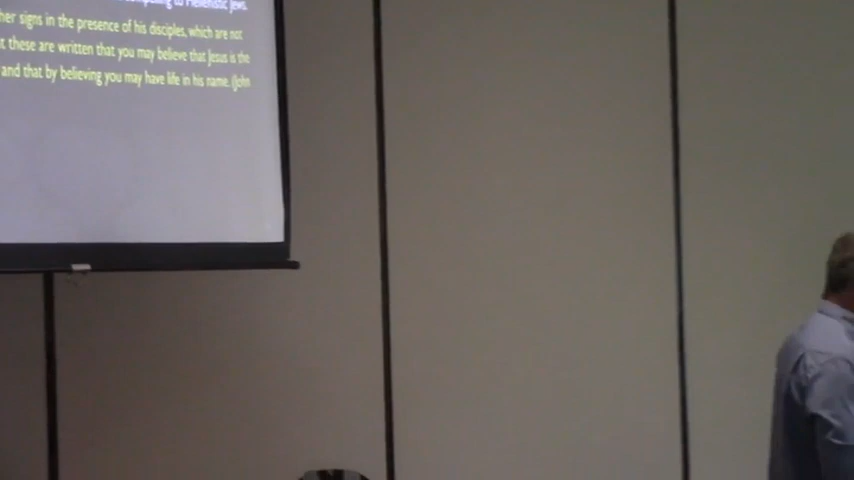 to Hellenistic Jews.
her signs in the presence of his disciples, which are not
t these are written that you may believe that Jesus is the
and that by believing you may have life in his name. (John